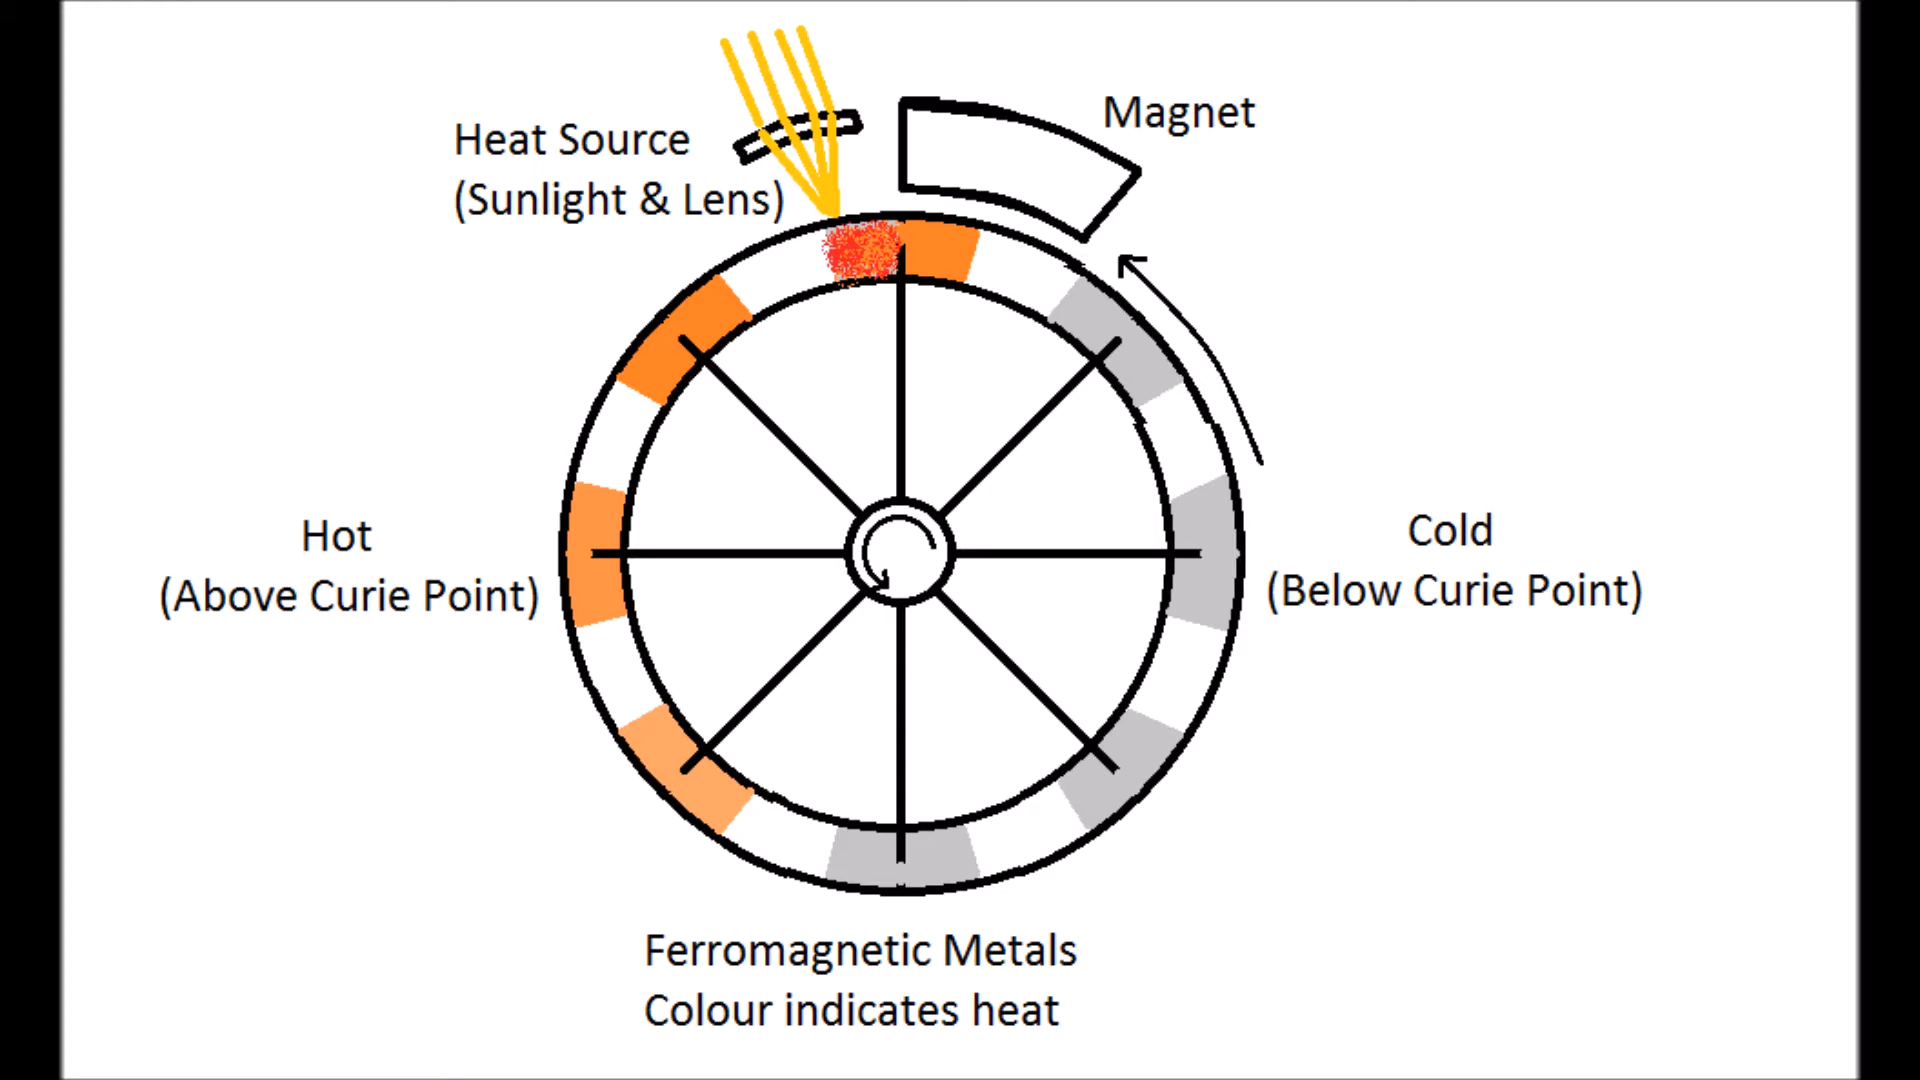 Heat Source
(Sunlight & Lens)
Magnet
Hot
(Above Curie Point)
Cold
(Below Curie Point)
Ferromagnetic Metals
Colour indicates heat